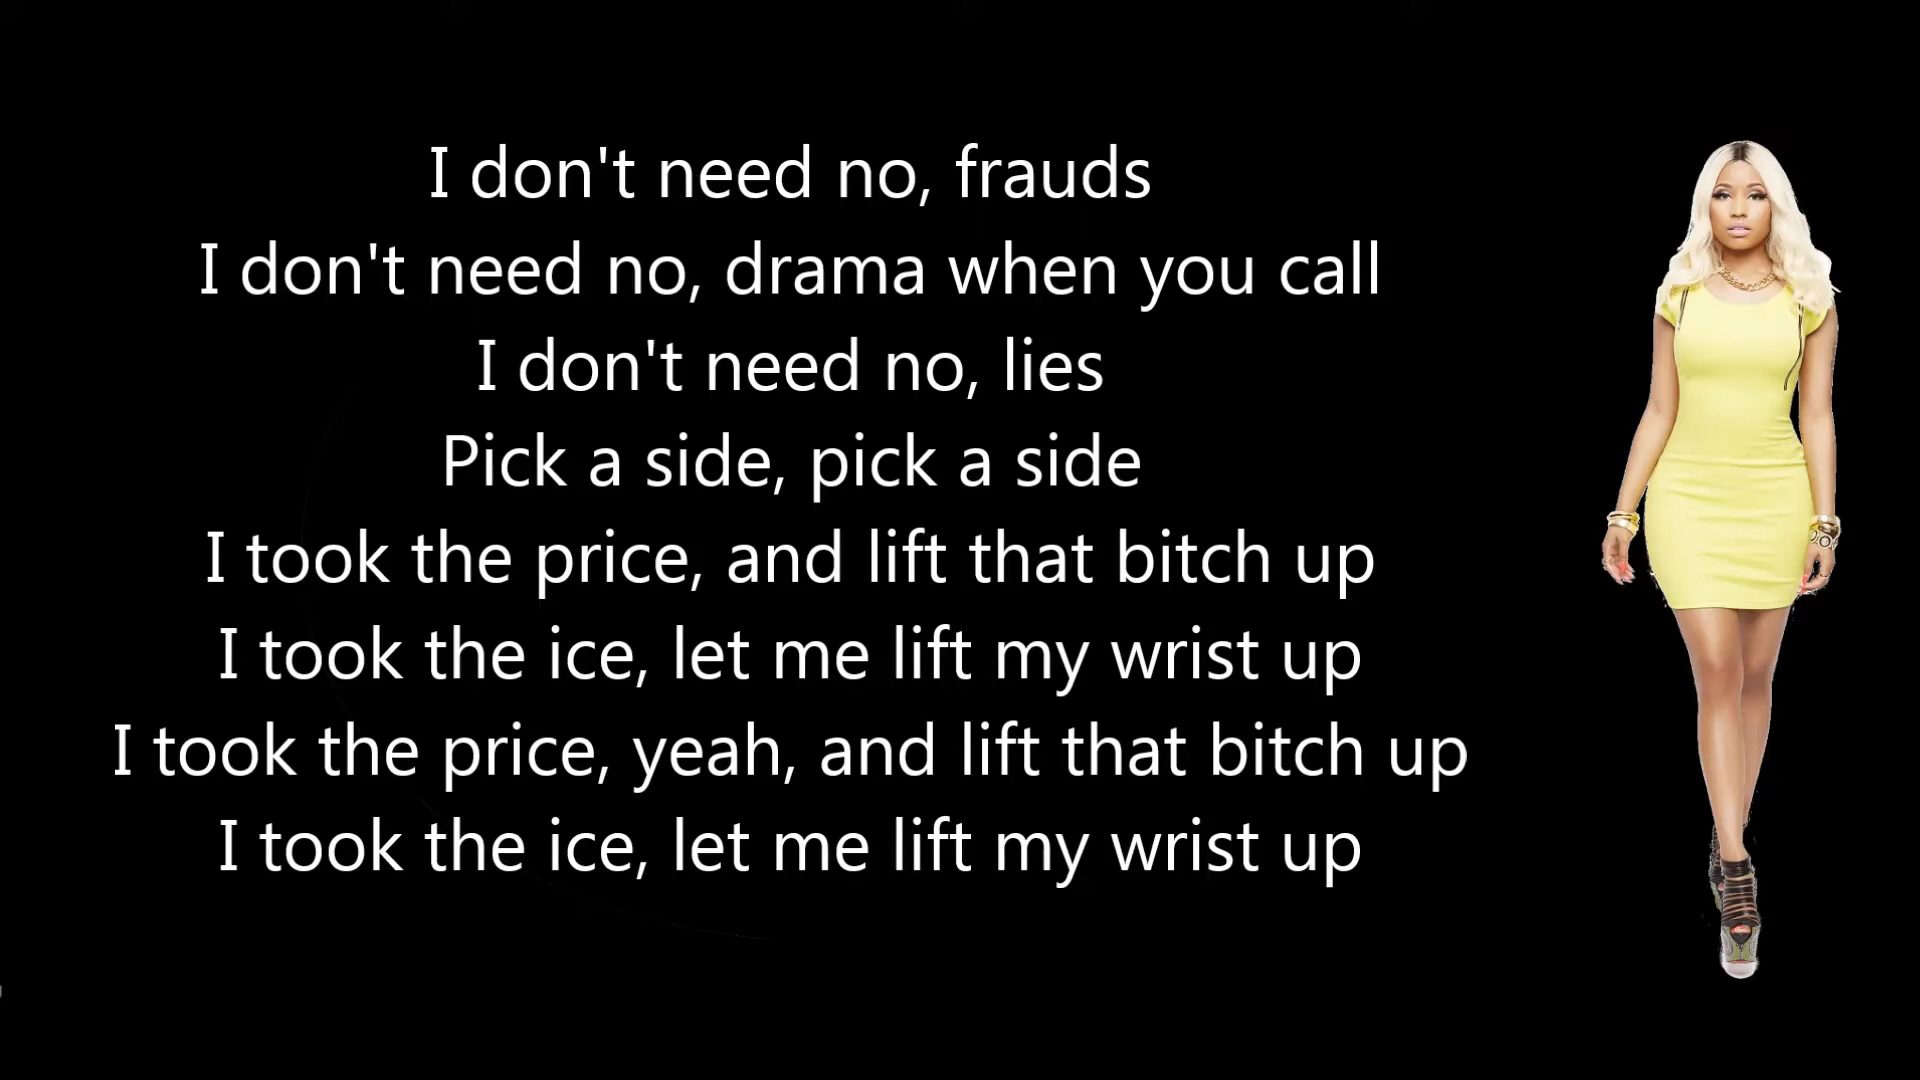 I don't need no, frauds
I don't need no, drama when you call
I don't need no, lies
Pick a side, pick a side
I took the price, and lift that bitch up
I took the ice, let me lift my wrist up
I took the price, yeah, and lift that bitch up
I took the ice, let me lift my wrist up